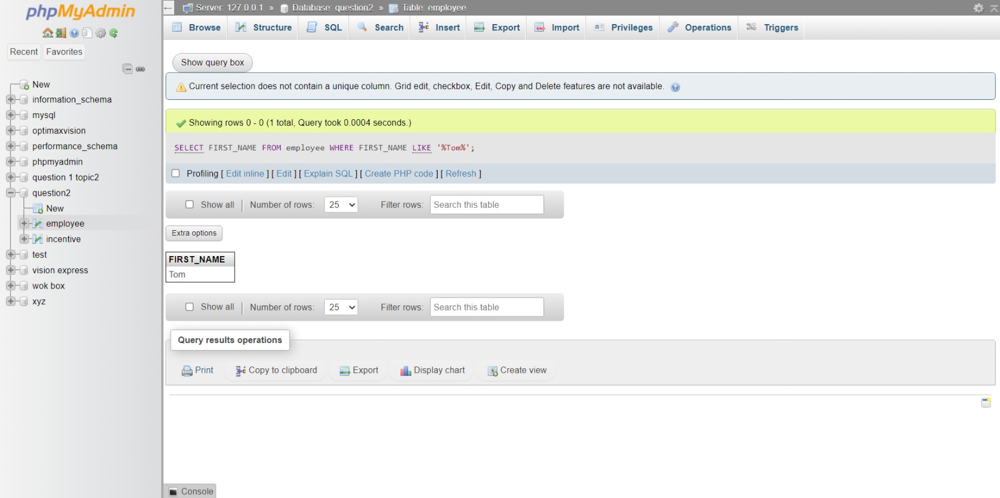 phpMyAdmin
Recent Favorites
New
information_schema
mysql
optimaxvision
performance_schema
phpmyadmin
question 1 topic2
question2
New
employee
incentive
test
vision express
wok box
xyz
Server: 127.0.0.1 » Database: question2 » Table: employee
Browse Structure SQL Search Insert Export Import Privileges Operations Triggers
Show query box
Current selection does not contain a unique column. Grid edit, checkbox, Edit, Copy and Delete features are not available.
Showing rows 0 - 0 (1 total, Query took 0.0004 seconds.)
SELECT FIRST_NAME FROM employee WHERE FIRST_NAME LIKE '%Tom%';
Profiling [ Edit inline ] [ Edit ] [ Explain SQL ] [ Create PHP code ] [ Refresh ]
Show all | Number of rows: 25 Filter rows: Search this table
Extra options
FIRST_NAME
Tom
Show all | Number of rows: 25 Filter rows: Search this table
Query results operations
Print Copy to clipboard Export Display chart Create view
Console